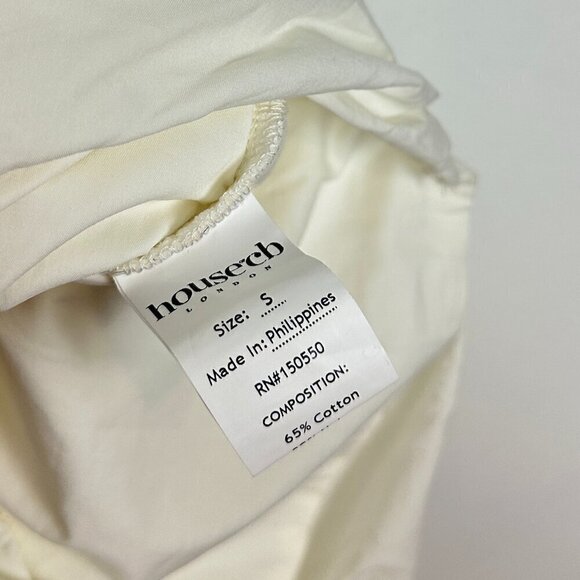 house of cb
LONDON
Size: S
Made In: Philippines
RN#150550
COMPOSITION:
65% Cotton